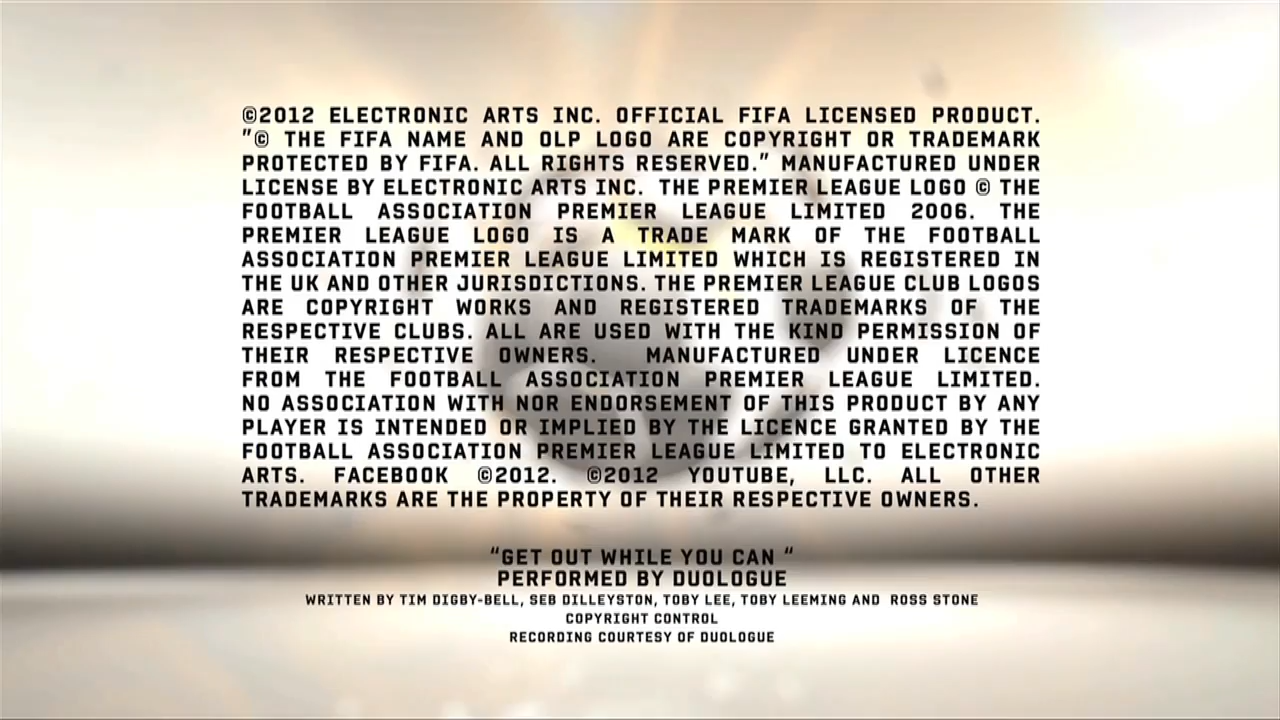 ©2012 ELECTRONIC ARTS INC. OFFICIAL FIFA LICENSED PRODUCT.
"© THE FIFA NAME AND OLP LOGO ARE COPYRIGHT OR TRADEMARK
PROTECTED BY FIFA. ALL RIGHTS RESERVED." MANUFACTURED UNDER
LICENSE BY ELECTRONIC ARTS INC. THE PREMIER LEAGUE LOGO © THE
FOOTBALL ASSOCIATION PREMIER LEAGUE LIMITED 2006. THE
PREMIER LEAGUE LOGO IS A TRADE MARK OF THE FOOTBALL
ASSOCIATION PREMIER LEAGUE LIMITED WHICH IS REGISTERED IN
THE UK AND OTHER JURISDICTIONS. THE PREMIER LEAGUE CLUB LOGOS
ARE COPYRIGHT WORKS AND REGISTERED TRADEMARKS OF THE
RESPECTIVE CLUBS. ALL ARE USED WITH THE KIND PERMISSION OF
THEIR RESPECTIVE OWNERS. MANUFACTURED UNDER LICENCE
FROM THE FOOTBALL ASSOCIATION PREMIER LEAGUE LIMITED.
NO ASSOCIATION WITH NOR ENDORSEMENT OF THIS PRODUCT BY ANY
PLAYER IS INTENDED OR IMPLIED BY THE LICENCE GRANTED BY THE
FOOTBALL ASSOCIATION PREMIER LEAGUE LIMITED TO ELECTRONIC
ARTS. FACEBOOK ©2012. ©2012 YOUTUBE, LLC. ALL OTHER
TRADEMARKS ARE THE PROPERTY OF THEIR RESPECTIVE OWNERS.
"GET OUT WHILE YOU CAN "
PERFORMED BY DUOLOGUE
WRITTEN BY TIM DIGBY-BELL, SEB DILLEYSTON, TOBY LEE, TOBY LEEMING AND ROSS STONE
COPYRIGHT CONTROL
RECORDING COURTESY OF DUOLOGUE